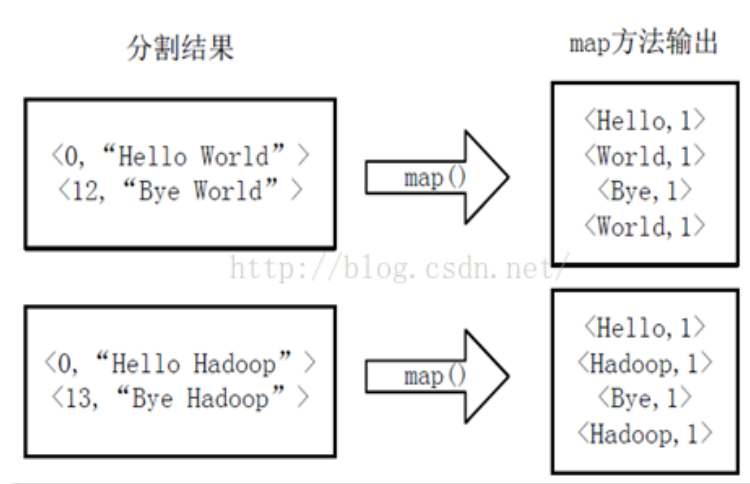 分割结果
map方法输出
<0, “Hello World” >
<12, “Bye World” >
map()
<Hello, 1>
<World, 1>
<Bye, 1>
<World, 1>
http://blog.csdn.net/
<0, “Hello Hadoop” >
<13, “Bye Hadoop” >
map()
<Hello, 1>
<Hadoop, 1>
<Bye, 1>
<Hadoop, 1>